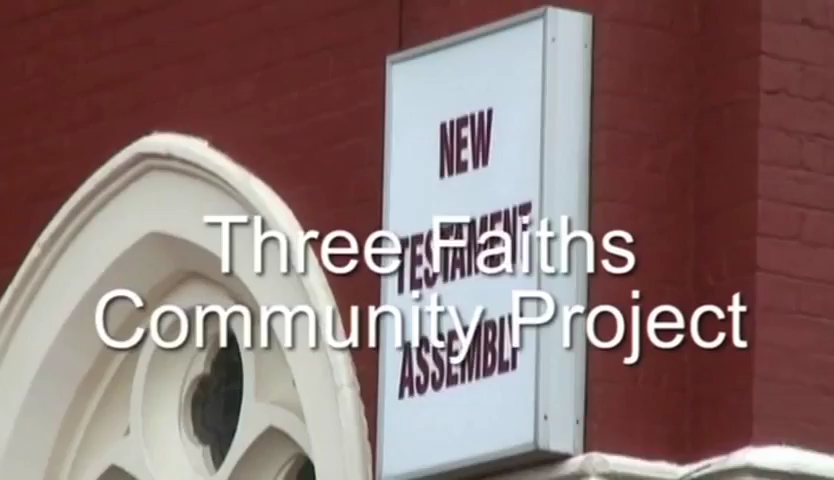 NEW
TESTAMENT
ASSEMBLY
Three Faiths
Community Project